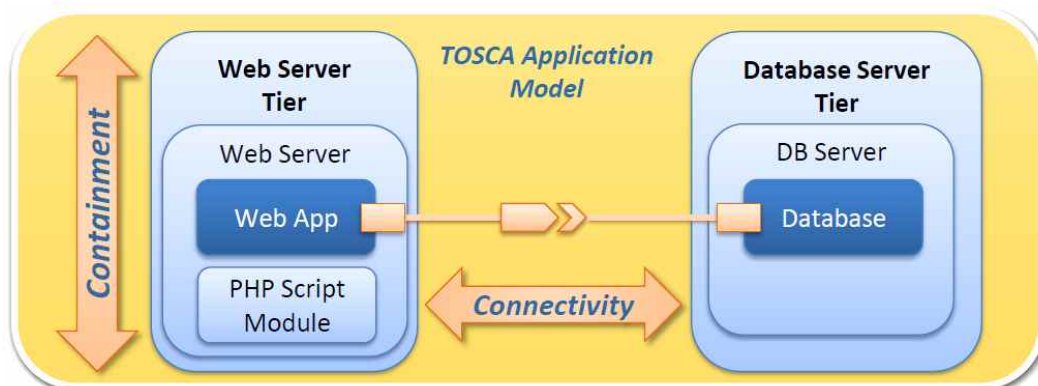 Containment
Web Server
Tier
Web Server
Web App
PHP Script
Module
TOSCA Application
Model
Connectivity
Database Server
Tier
DB Server
Database